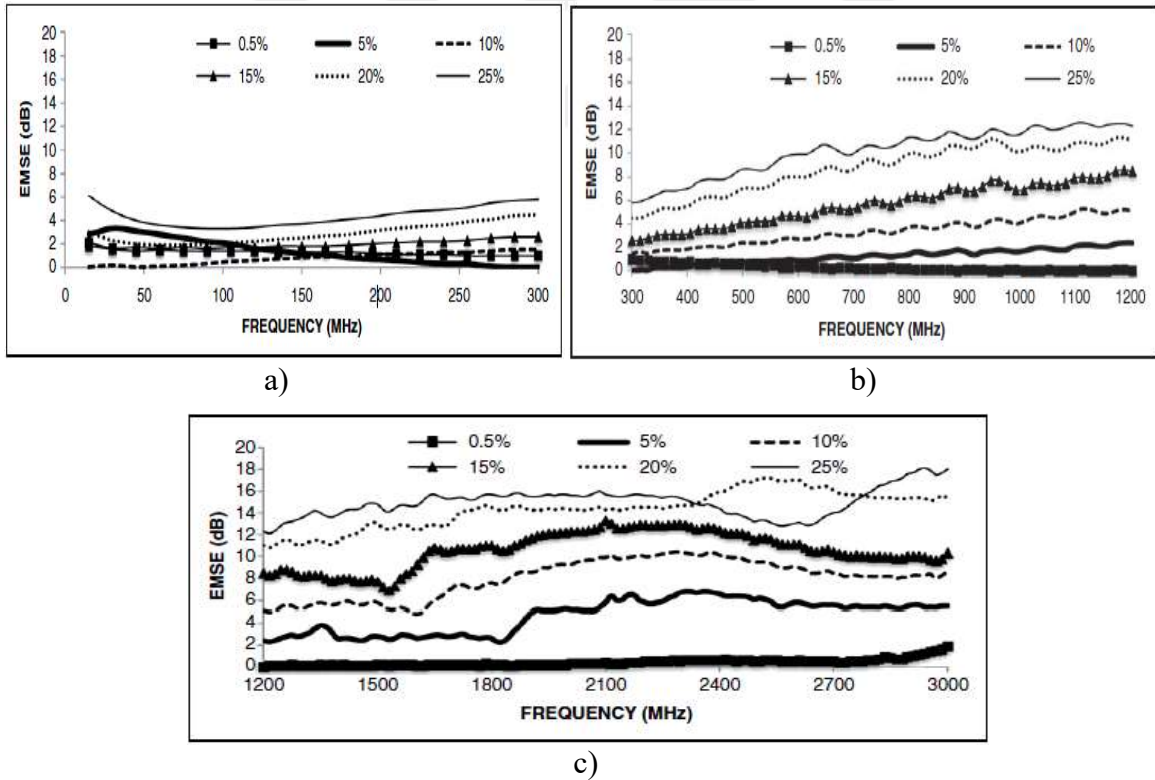 0.5% 5% 10%
15% 20% 25%
20
18
16
14
12
10
8
6
4
2
0
EMSE (dB)
0 50 100 150 200 250 300
FREQUENCY (MHz)
a)
0.5% 5% 10%
15% 20% 25%
20
18
16
14
12
10
8
6
4
2
0
EMSE (dB)
300 400 500 600 700 800 900 1000 1100 1200
FREQUENCY (MHz)
b)
0.5% 5% 10%
15% 20% 25%
20
18
16
14
12
10
8
6
4
2
0
EMSE (dB)
1200 1500 1800 2100 2400 2700 3000
FREQUENCY (MHz)
c)